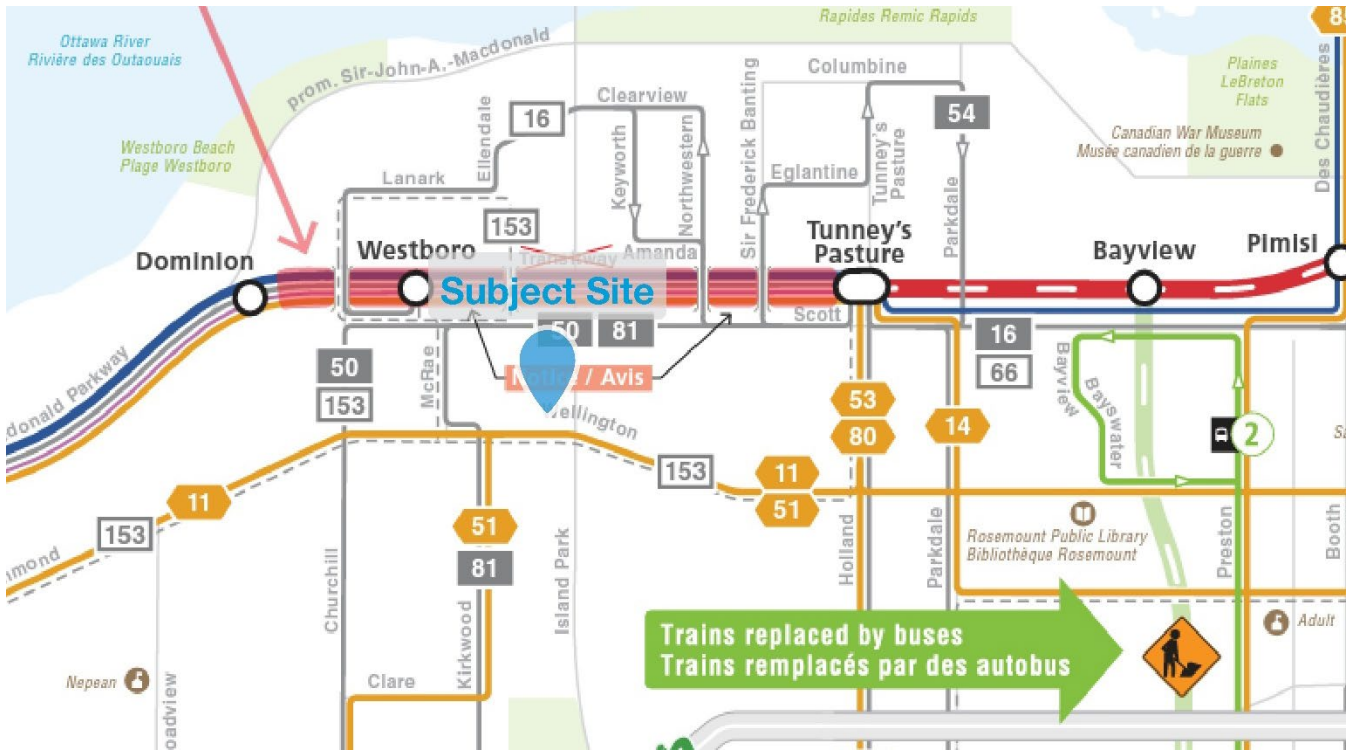 Ottawa River
Rivière des Outaouais
prom. Sir-John-A.-Macdonald
Rapides Remic Rapids
Westboro Beach
Plage Westboro
Lanark
Ellendale
16
Clearview
Keyworth
Northwestern
Sir Frederick Banting
Columbine
Eglantine
Tunney's
Pasture
54
Parkdale
Plaines
LeBreton
Flats
Canadian War Museum
Musée canadien de la guerre
Des Chaudières
153
Transitway
Amanda
Dominion
Westboro
Subject Site
Tunney's
Pasture
Bayview
Pimisi
Scott
50
81
Notice / Avis
50
153
McRae
Wellington
donald Parkway
53
80
14
16
66
Bayview
Bayswater
2
153
11
51
11
153
mmond
51
81
Churchill
Kirkwood
Island Park
Holland
Parkdale
Rosemount Public Library
Bibliothèque Rosemount
Preston
Booth
Trains replaced by buses
Trains remplacés par des autobus
Adult
Nepean
oadview
Clare